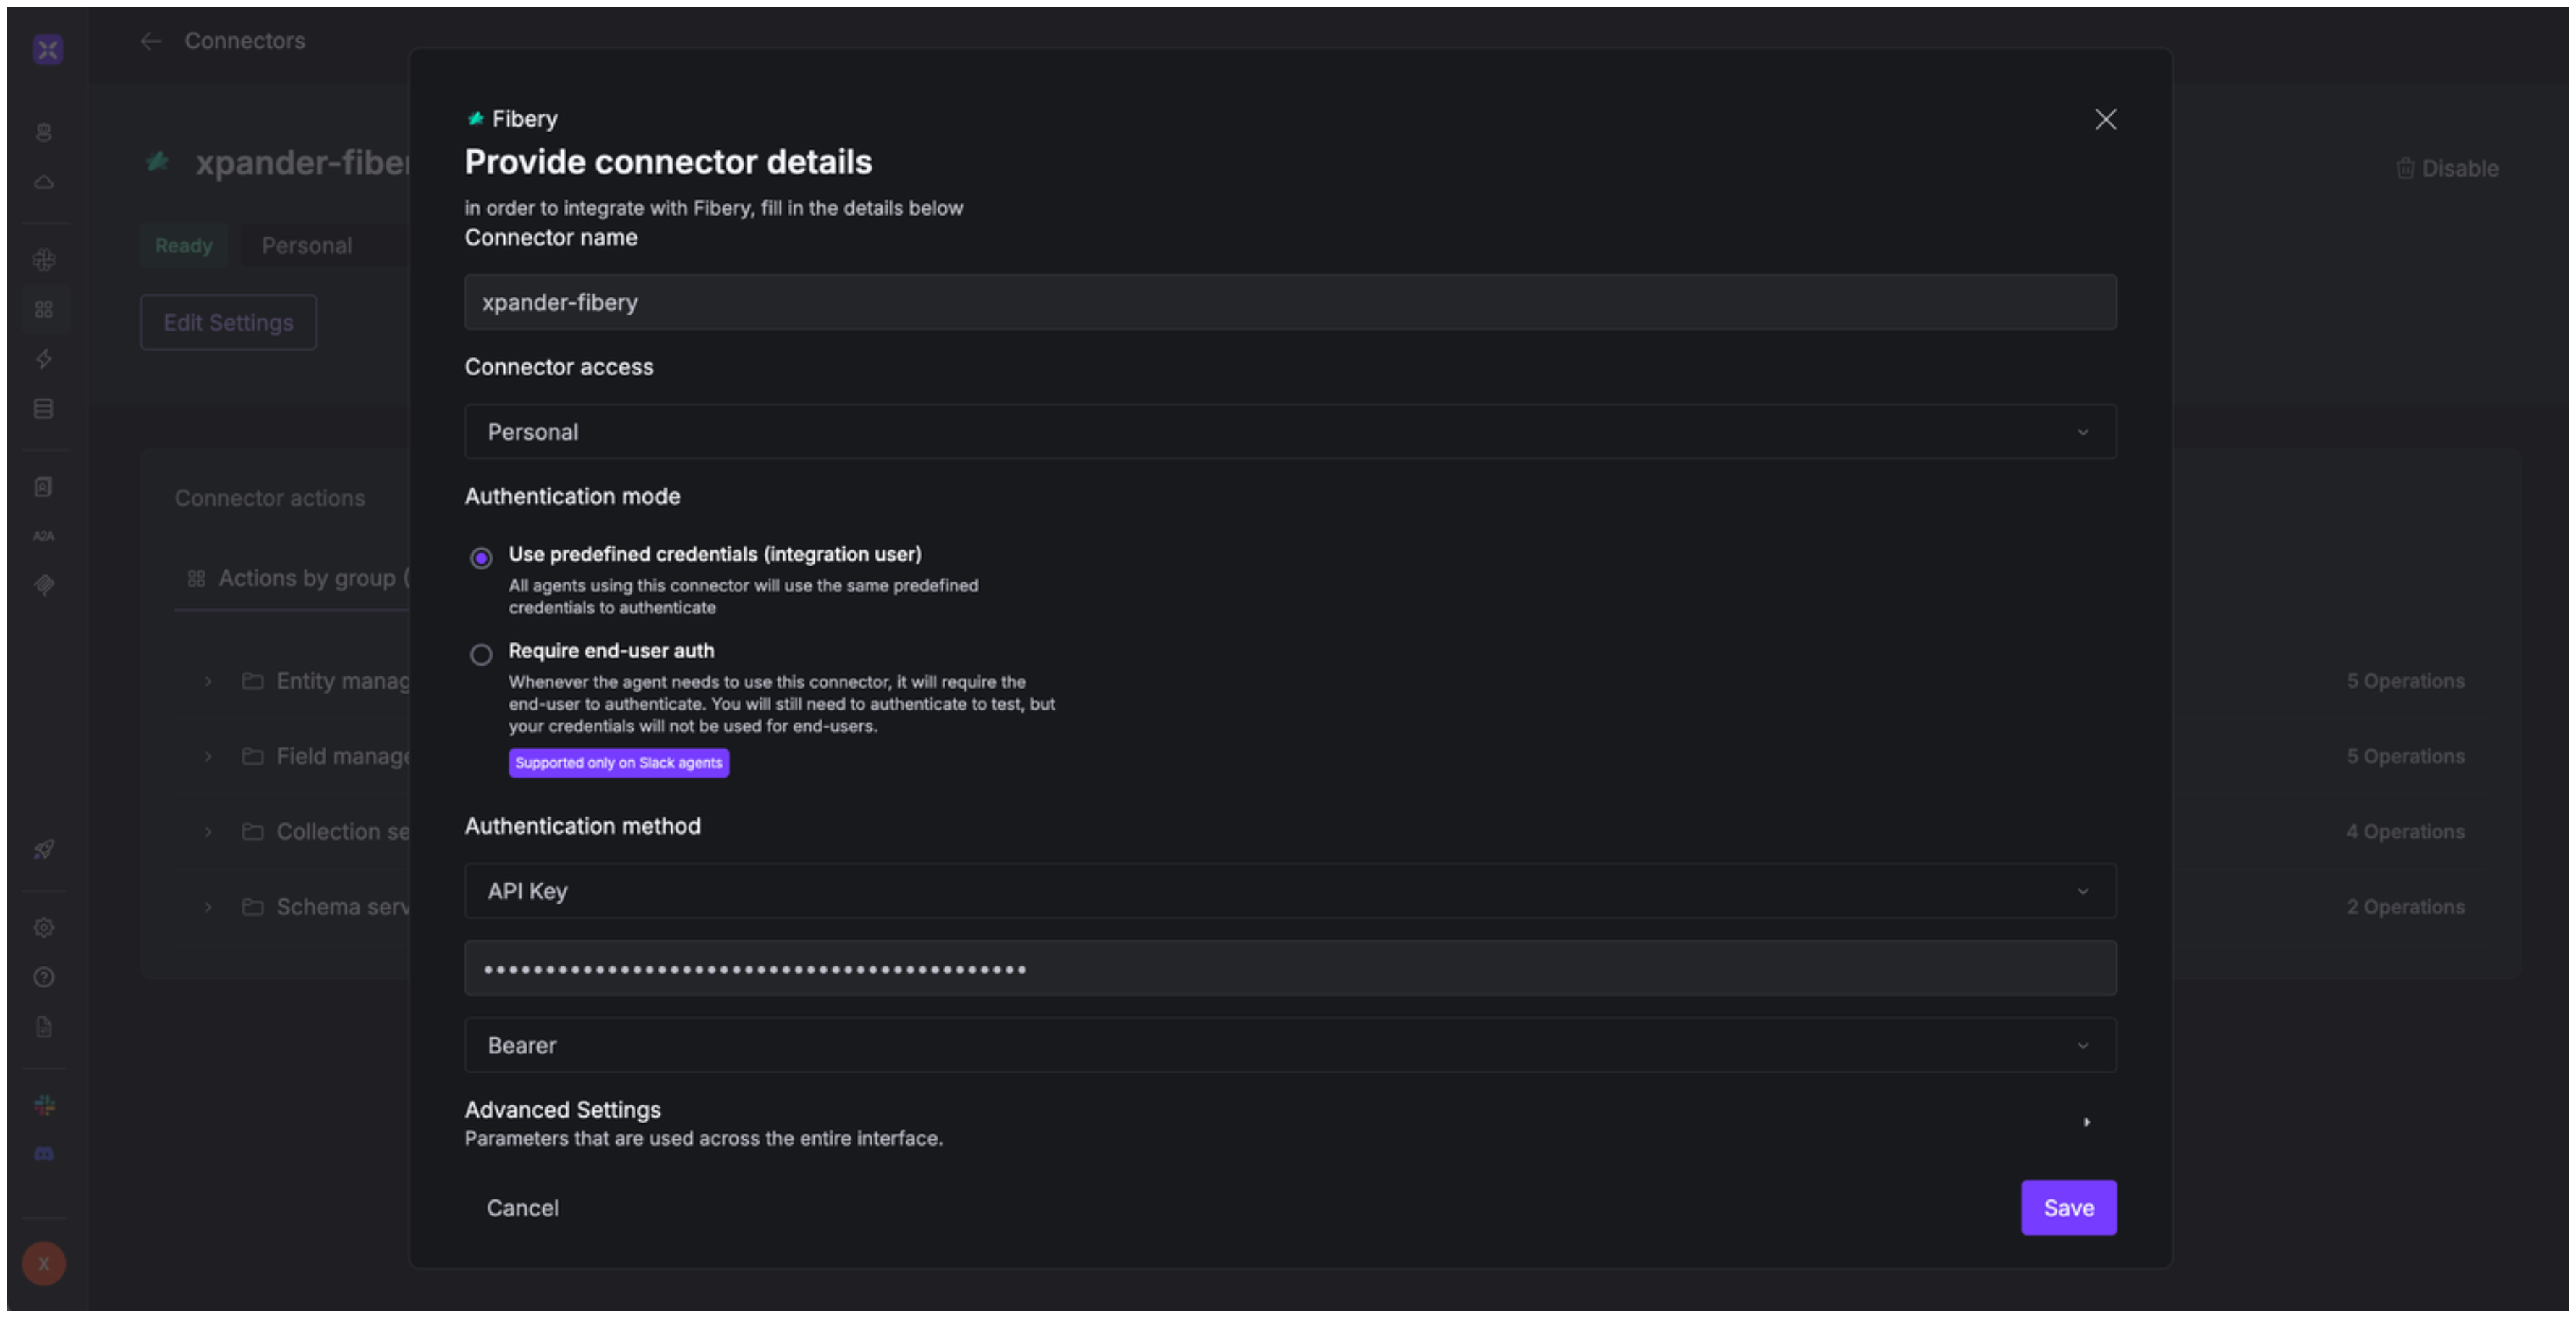 Connectors
xpander-fiber
Disable
Ready
Personal
Edit Settings
Connector actions
Actions by group (
Entity manag
5 Operations
Field manage
5 Operations
Collection se
4 Operations
Schema serv
2 Operations
A2A
X
Fibery
Provide connector details
in order to integrate with Fibery, fill in the details below
Connector name
xpander-fibery
Connector access
Personal
Authentication mode
Use predefined credentials (integration user)
All agents using this connector will use the same predefined
credentials to authenticate
Require end-user auth
Whenever the agent needs to use this connector, it will require the
end-user to authenticate. You will still need to authenticate to test, but
your credentials will not be used for end-users.
Supported only on Slack agents
Authentication method
API Key
••••••••••••••••••••••••••••••••••••••••••••
Bearer
Advanced Settings
Parameters that are used across the entire interface.
Cancel
Save